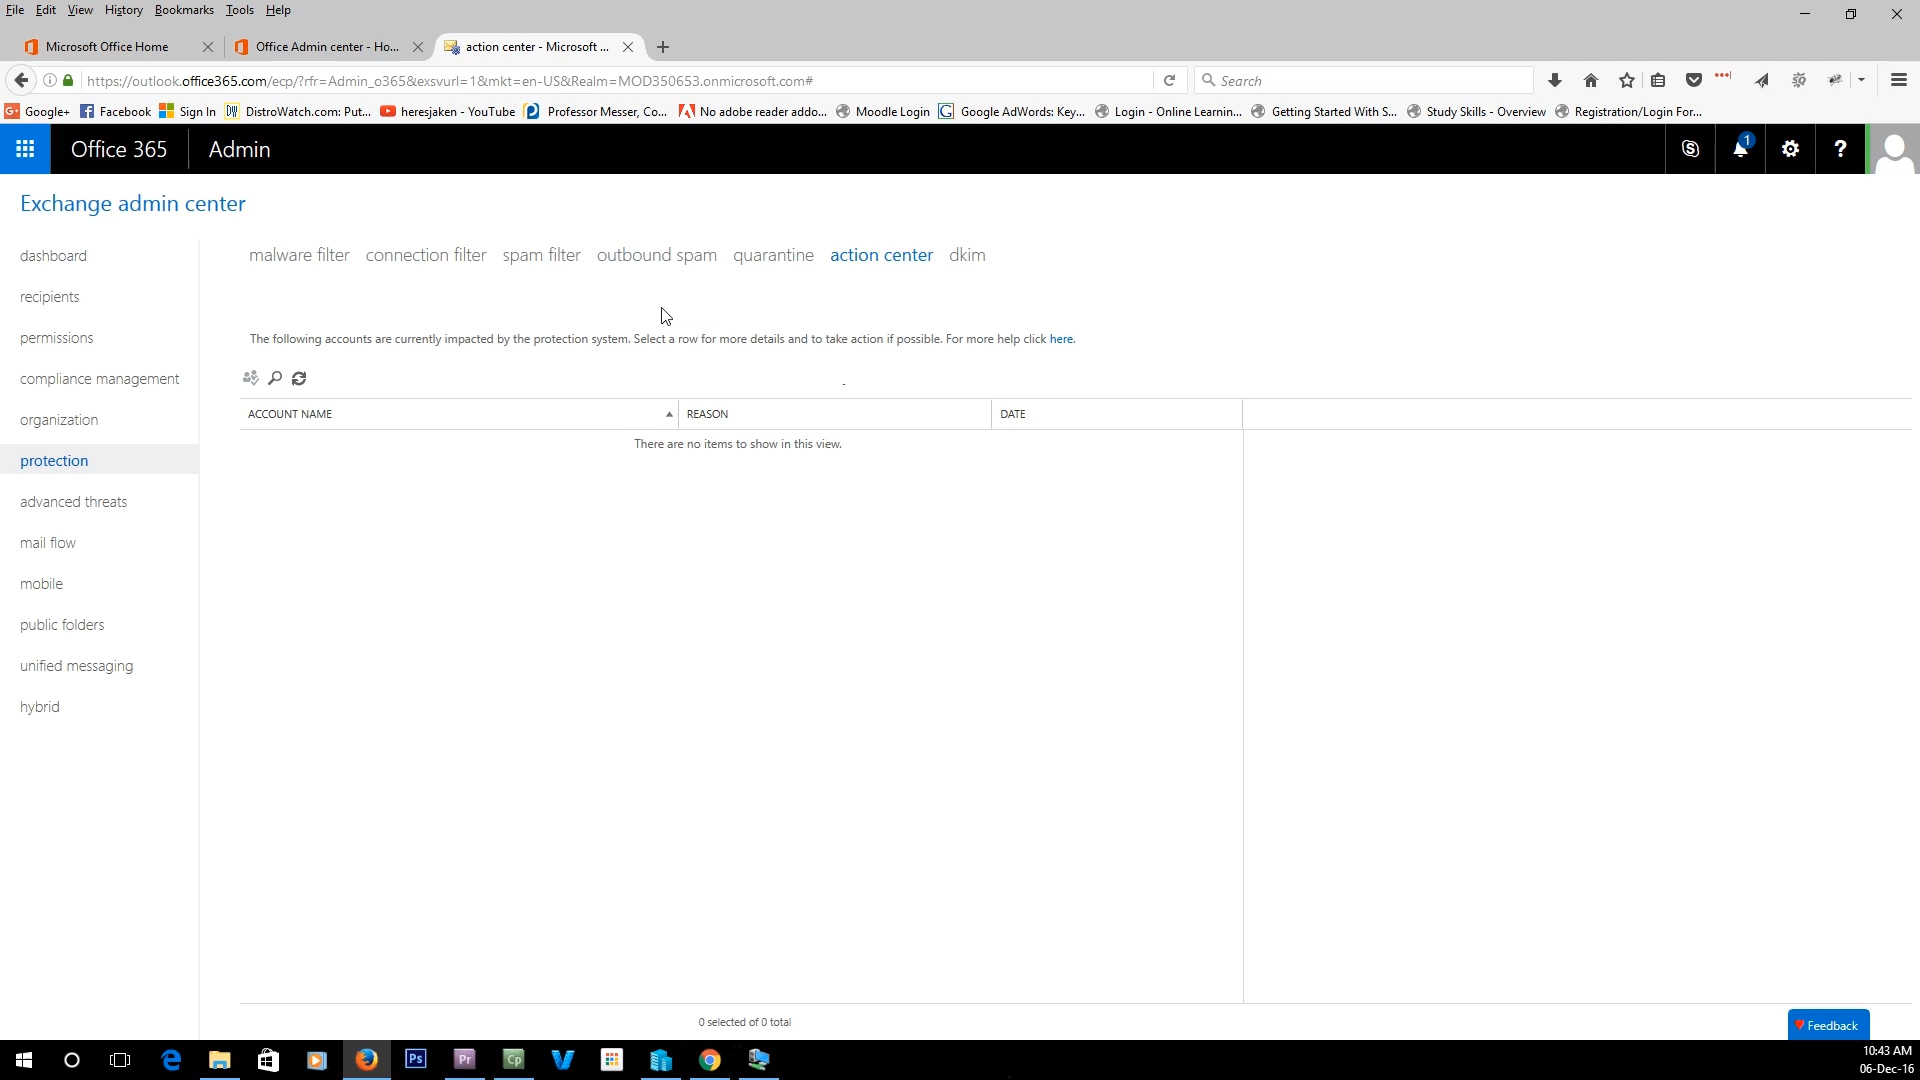 File Edit View History Bookmarks Tools Help
Microsoft Office Home
Office Admin center - Ho...
action center - Microsoft ...
https://outlook.office365.com/ecp/?rfr=Admin_o365&exsvurl=1&mkt=en-US&Realm=MOD350653.onmicrosoft.com#
Search
Google+ Facebook Sign In DistroWatch.com: Put... heresjaken - YouTube Professor Messer, Co... No adobe reader addo... Moodle Login Google AdWords: Key... Login - Online Learnin... Getting Started With S... Study Skills - Overview Registration/Login For...
Office 365 Admin
1
?
Exchange admin center
dashboard
recipients
permissions
compliance management
organization
protection
advanced threats
mail flow
mobile
public folders
unified messaging
hybrid
malware filter connection filter spam filter outbound spam quarantine action center dkim
The following accounts are currently impacted by the protection system. Select a row for more details and to take action if possible. For more help click here.
ACCOUNT NAME REASON DATE
There are no items to show in this view.
0 selected of 0 total
Feedback
Ps Pr Cp
10:43 AM
06-Dec-16